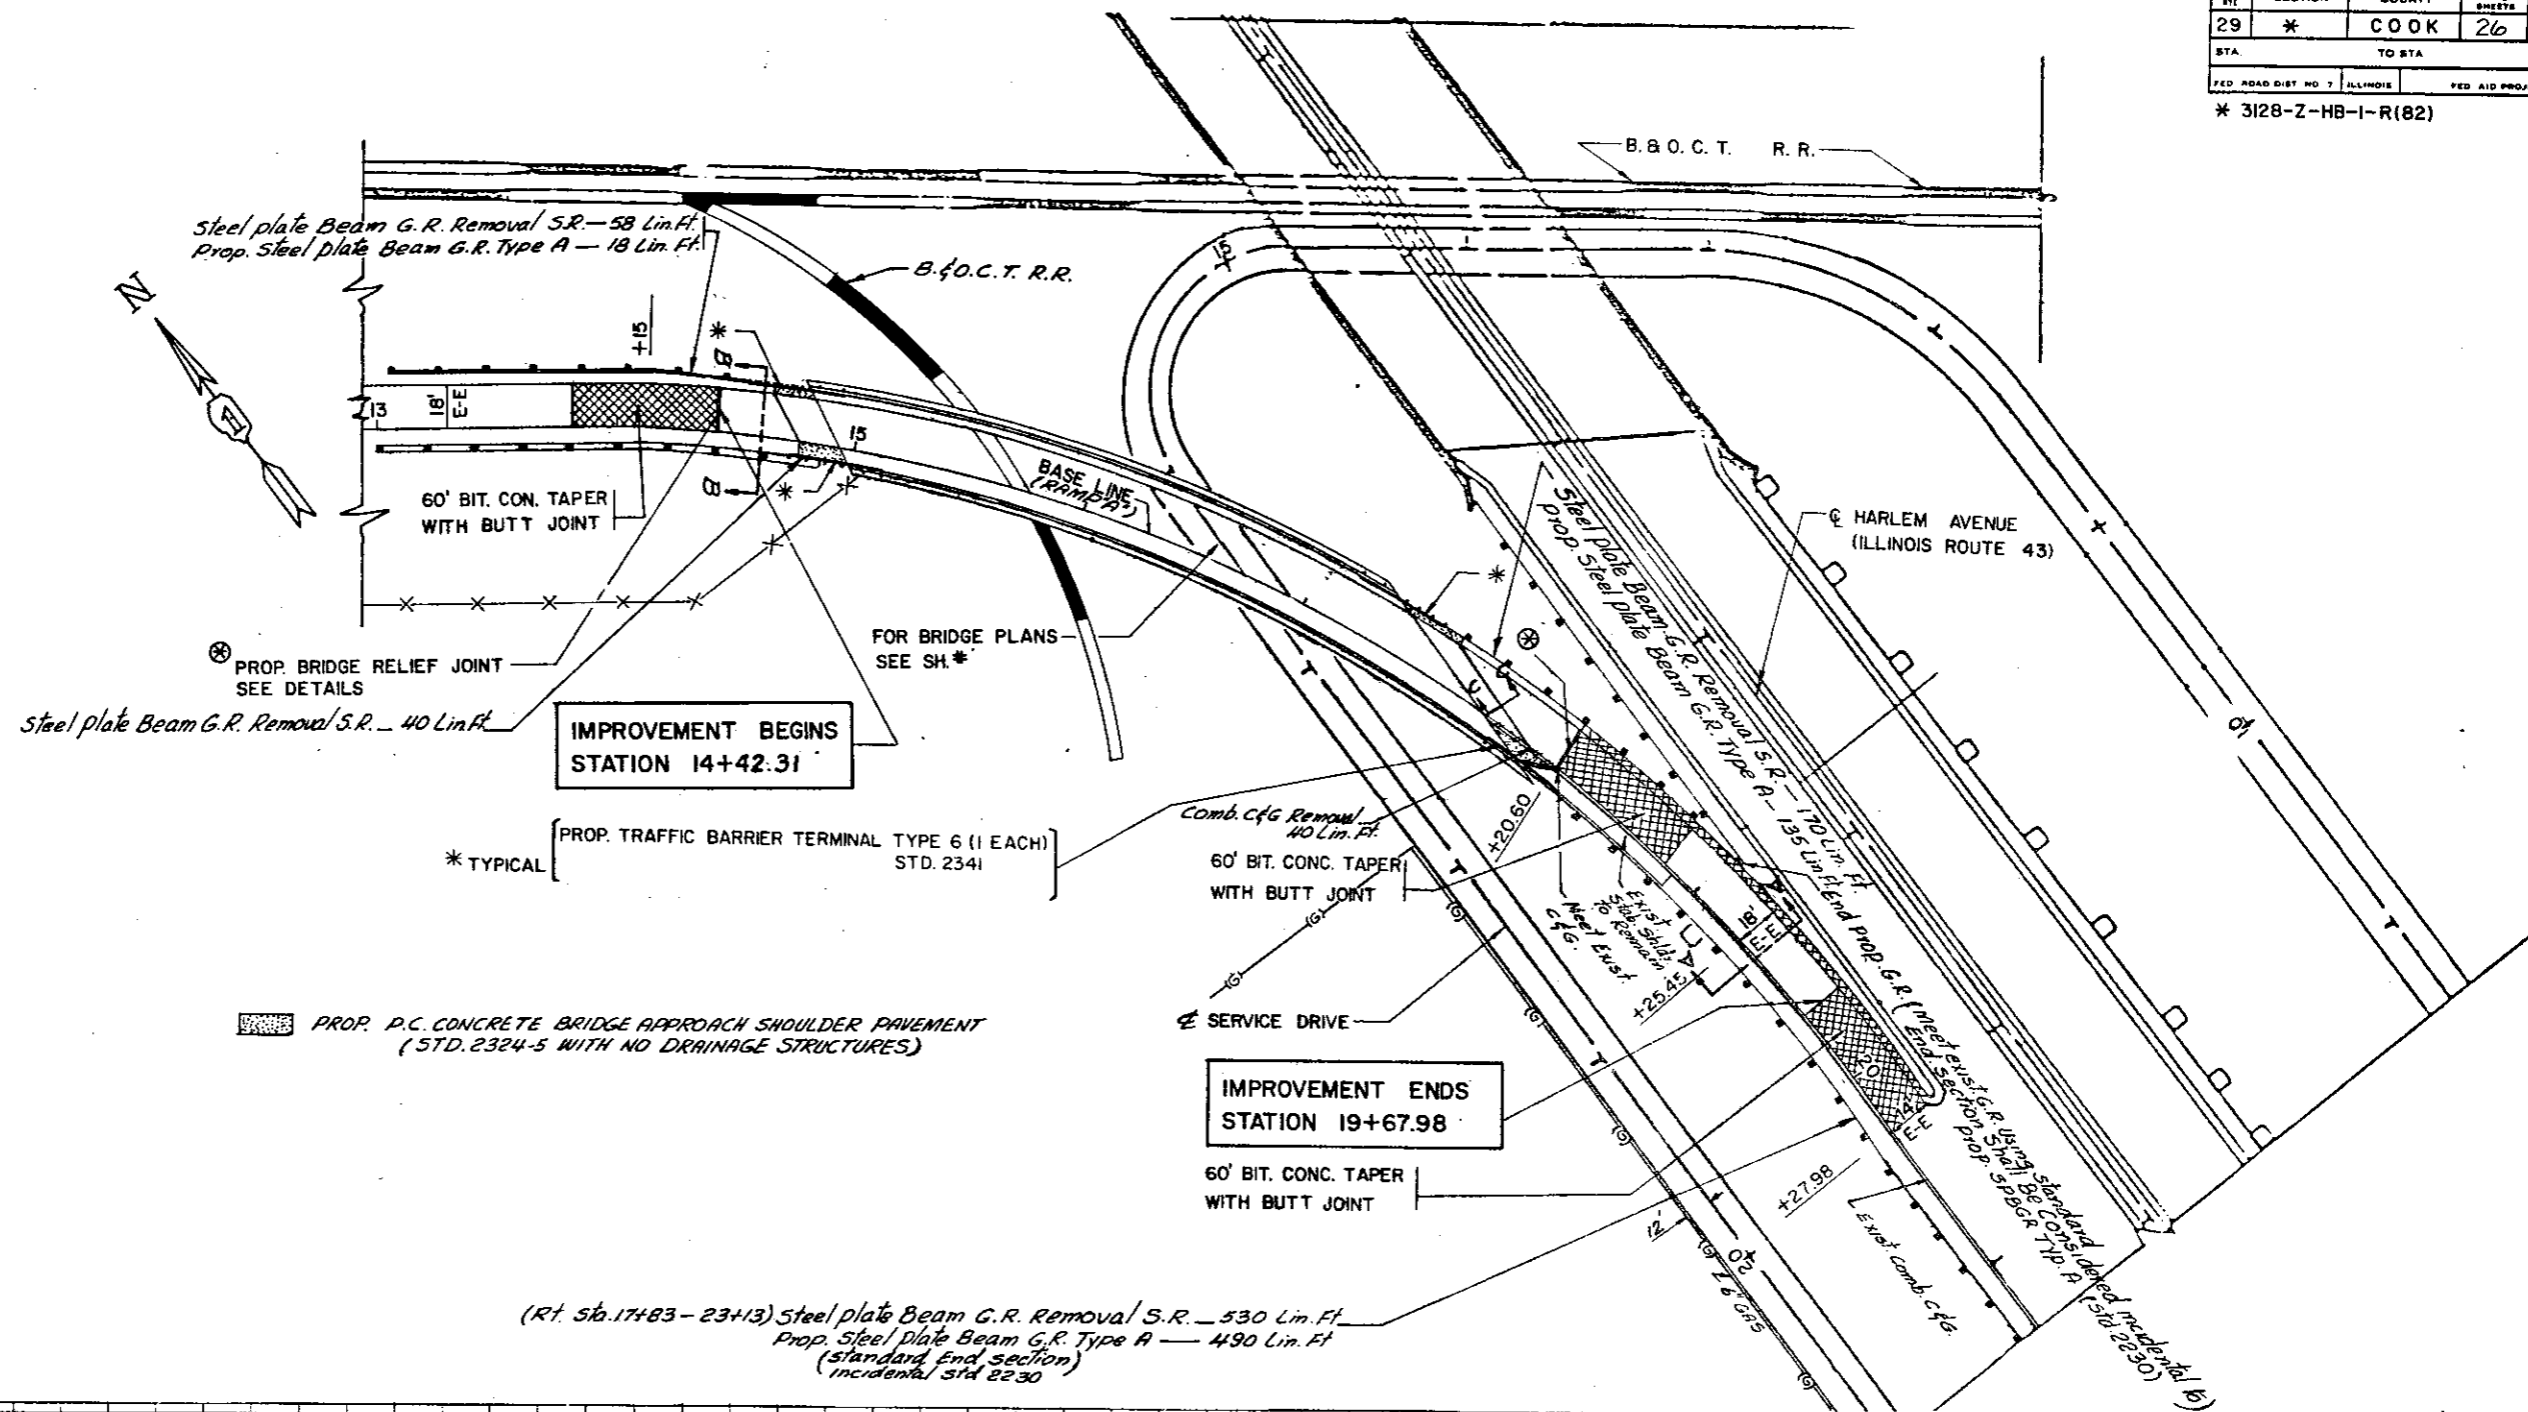 29 * COOK 26
STA. TO STA
FED ROAD DIST NO 7 ILLINOIS FED AID PROJ
* 3128-Z-HB-1-R(82)
B. & O. C. T. R. R.
Steel plate Beam G.R. Removal S.R. — 58 Lin. Ft.
Prop. Steel plate Beam G.R. Type A — 18 Lin. Ft.
B. & O.C.T. R.R.
N
15
+15
*
B
13
18'
E-E
15
B
*
60' BIT. CON. TAPER
WITH BUTT JOINT
BASE LINE
(RAMP "A")
℄ HARLEM AVENUE
(ILLINOIS ROUTE 43)
Steel plate Beam G.R. Removal S.R. — 170 Lin. Ft.
Prop. Steel plate Beam G.R. Type A — 135 Lin. Ft.
*
⊛
FOR BRIDGE PLANS
SEE SH.*
⊛ PROP. BRIDGE RELIEF JOINT
SEE DETAILS
Steel plate Beam G.R. Removal S.R. — 40 Lin. Ft.
IMPROVEMENT BEGINS
STATION 14+42.31
C
C
10
* TYPICAL
PROP. TRAFFIC BARRIER TERMINAL TYPE 6 (1 EACH)
STD. 2341
Comb. C&G Removal
40 Lin. Ft.
+20.60
60' BIT. CONC. TAPER
WITH BUTT JOINT
Meet Exist.
C&G.
Exist
Stab. Shldr.
to Remain
A
A
18'
E-E
+25.45
End prop. G.R. (Meet exist. G.R. Using standard
End Section Shall Be Considered incidental to
prop. SPBGR Typ. A
(Std. 2230)
℄ SERVICE DRIVE
PROP. P.C. CONCRETE BRIDGE APPROACH SHOULDER PAVEMENT
(STD. 2324-5 WITH NO DRAINAGE STRUCTURES)
IMPROVEMENT ENDS
STATION 19+67.98
20
E-E
60' BIT. CONC. TAPER
WITH BUTT JOINT
+27.98
Exist. Comb. C&G.
12'
20
6" GAS
(Rt. Sta. 17+83 - 23+13) Steel plate Beam G.R. Removal S.R. — 530 Lin. Ft.
Prop. Steel plate Beam G.R. Type A — 490 Lin. Ft
(standard End section)
incidental std 2230